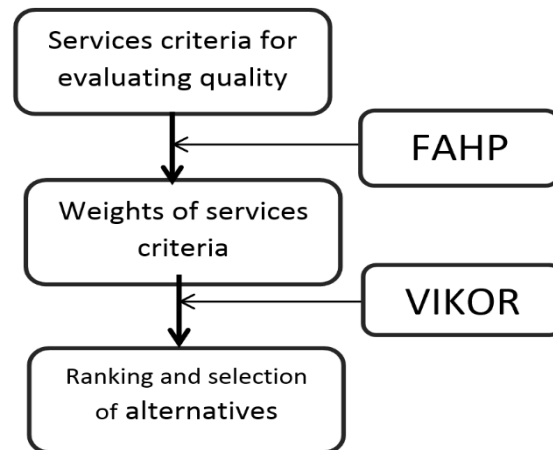 Services criteria for
evaluating quality
FAHP
Weights of services
criteria
VIKOR
Ranking and selection
of alternatives